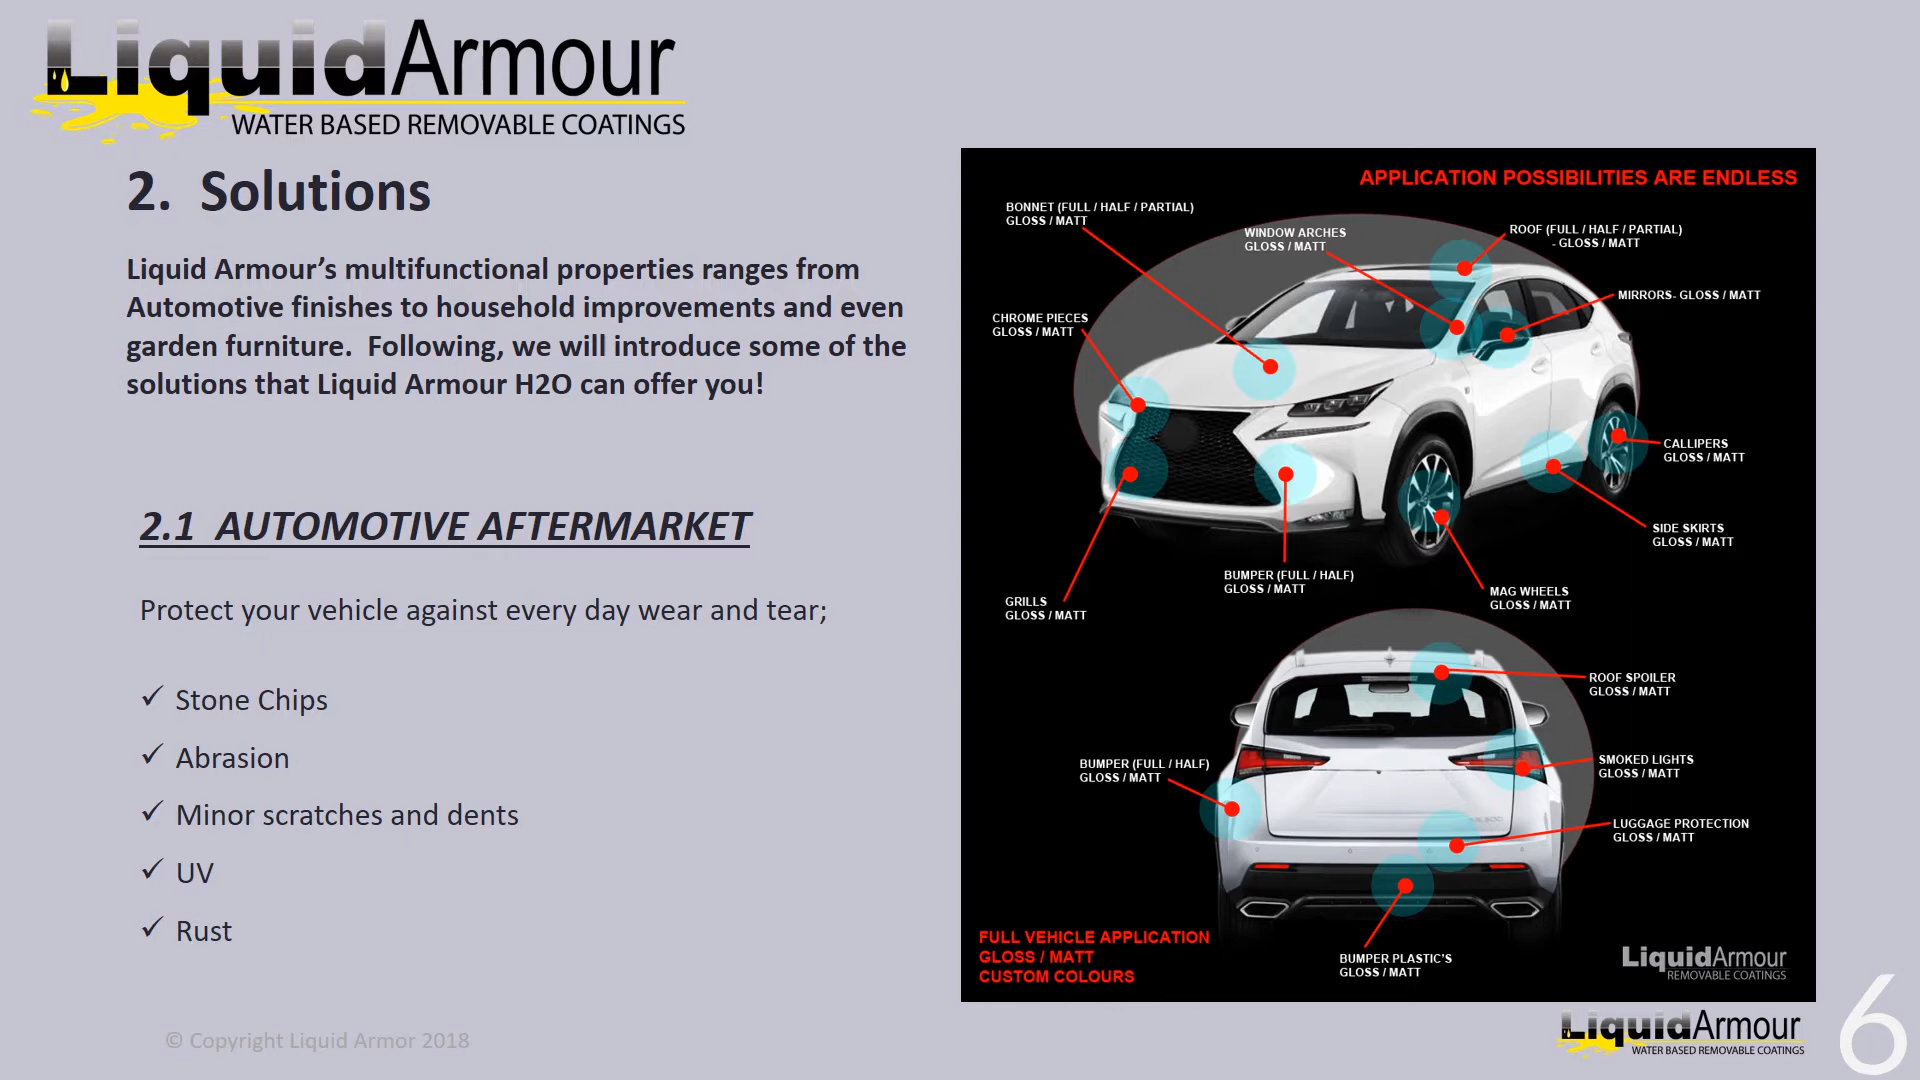 LiquidArmour
WATER BASED REMOVABLE COATINGS
2. Solutions
Liquid Armour’s multifunctional properties ranges from
Automotive finishes to household improvements and even
garden furniture. Following, we will introduce some of the
solutions that Liquid Armour H2O can offer you!
2.1 AUTOMOTIVE AFTERMARKET
Protect your vehicle against every day wear and tear;
✓ Stone Chips
✓ Abrasion
✓ Minor scratches and dents
✓ UV
✓ Rust
APPLICATION POSSIBILITIES ARE ENDLESS
BONNET (FULL / HALF / PARTIAL)
GLOSS / MATT
WINDOW ARCHES
GLOSS / MATT
ROOF (FULL / HALF / PARTIAL)
- GLOSS / MATT
MIRRORS- GLOSS / MATT
CHROME PIECES
GLOSS / MATT
CALLIPERS
GLOSS / MATT
SIDE SKIRTS
GLOSS / MATT
BUMPER (FULL / HALF)
GLOSS / MATT
MAG WHEELS
GLOSS / MATT
GRILLS
GLOSS / MATT
ROOF SPOILER
GLOSS / MATT
BUMPER (FULL / HALF)
GLOSS / MATT
SMOKED LIGHTS
GLOSS / MATT
LUGGAGE PROTECTION
GLOSS / MATT
FULL VEHICLE APPLICATION
GLOSS / MATT
CUSTOM COLOURS
BUMPER PLASTIC’S
GLOSS / MATT
LiquidArmour
REMOVABLE COATINGS
© Copyright Liquid Armor 2018
LiquidArmour
WATER BASED REMOVABLE COATINGS
6